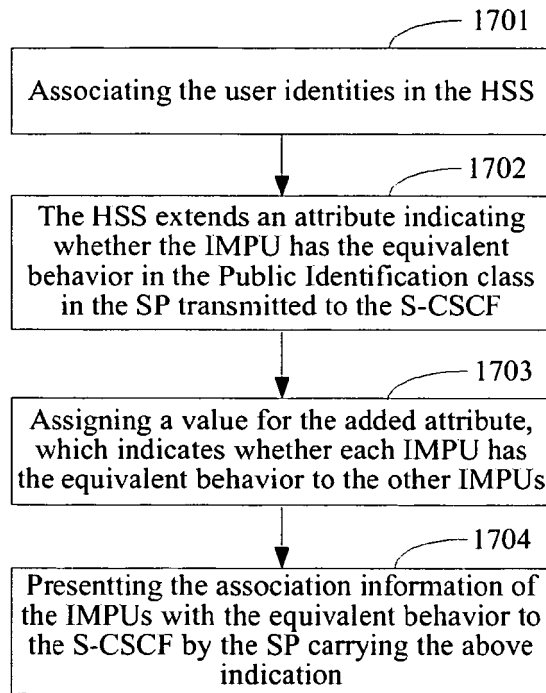 1701
Associating the user identities in the HSS
1702
The HSS extends an attribute indicating
whether the IMPU has the equivalent
behavior in the Public Identification class
in the SP transmitted to the S-CSCF
1703
Assigning a value for the added attribute,
which indicates whether each IMPU has
the equivalent behavior to the other IMPUs
1704
Presentting the association information of
the IMPUs with the equivalent behavior to
the S-CSCF by the SP carrying the above
indication